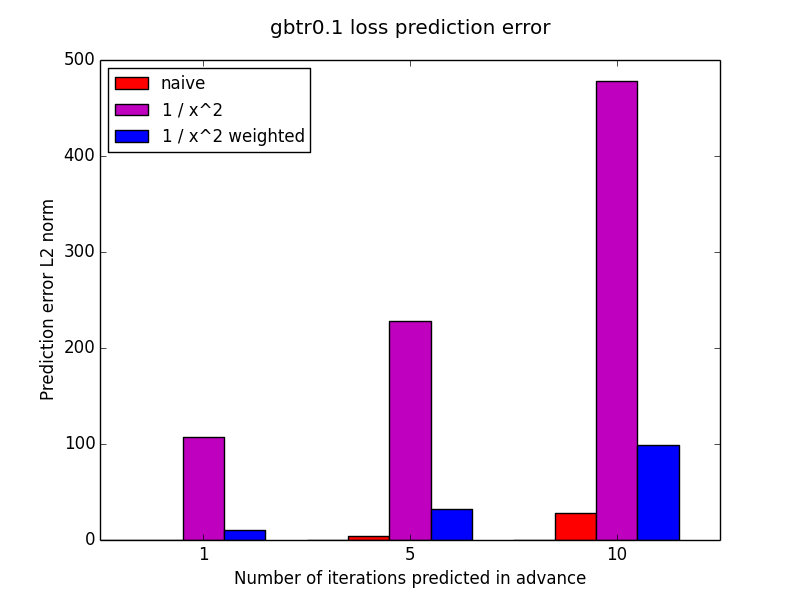 gbtr0.1 loss prediction error
500
400
300
200
100
0
Prediction error L2 norm
naive
1 / x^2
1 / x^2 weighted
1
5
10
Number of iterations predicted in advance